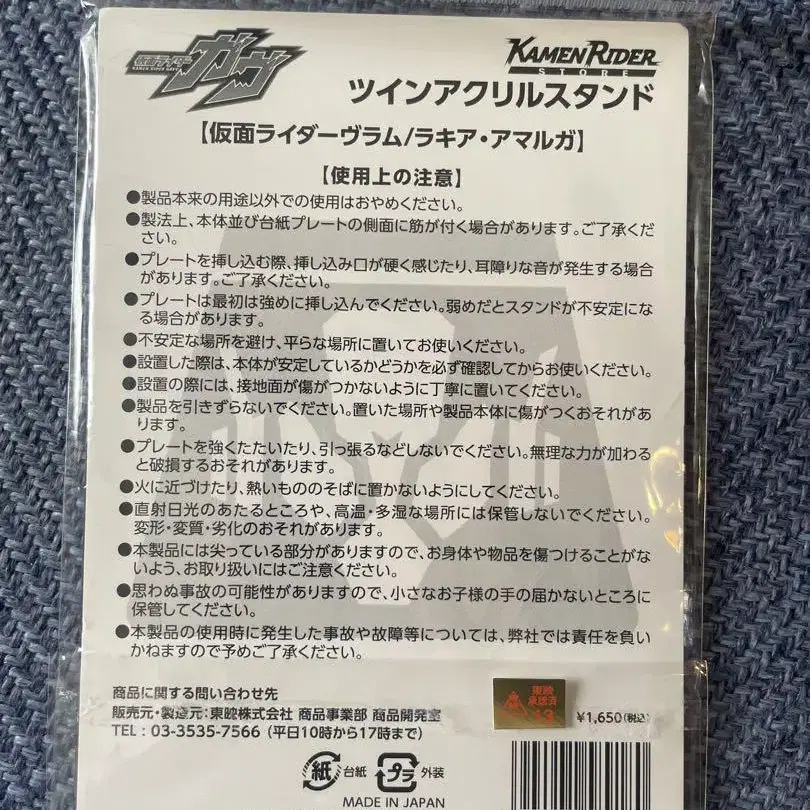 仮面ライダー
ガヴ
KAMEN RIDER GAVV
KAMEN RIDER
STORE
ツインアクリルスタンド
【仮面ライダーヴラム/ラキア・アマルガ】
【使用上の注意】
●製品本来の用途以外での使用はおやめください。
●製法上、本体並び台紙プレートの側面に筋が付く場合があります。ご了承くだ
さい。
●プレートを挿し込む際、挿し込み口が硬く感じたり、耳障りな音が発生する場合
があります。ご了承ください。
●プレートは最初は強めに挿し込んでください。弱めだとスタンドが不安定にな
る場合があります。
●不安定な場所を避け、平らな場所に置いてお使いください。
●設置した際は、本体が安定しているかどうかを必ず確認してからお使いください。
●設置の際には、接地面が傷がつかないように丁寧に置いてください。
●製品を引きずらないでください。置いた場所や製品本体に傷がつくおそれがあ
ります。
●プレートを強くたたいたり、引っ張るなどしないでください。無理な力が加わる
と破損するおそれがあります。
●火に近づけたり、熱いもののそばに置かないようにしてください。
●直射日光のあたるところや、高温・多湿な場所には保管しないでください。
変形・変質・劣化のおそれがあります。
●本製品には尖っている部分がありますので、お身体や物品を傷つけることがな
いよう、お取り扱いにはご注意ください。
●思わぬ事故の可能性がありますので、小さなお子様の手の届かないところに
保管してください。
●本製品の使用時に発生した事故や故障等については、弊社では責任を負い
かねますので予めご了承ください。
商品に関する問い合わせ先
販売元・製造元:東映株式会社 商品事業部 商品開発室
TEL : 03-3535-7566 (平日10時から17時まで)
東映
承認済
13
¥1,650(税込)
紙 台紙 プラ 外装
MADE IN JAPAN